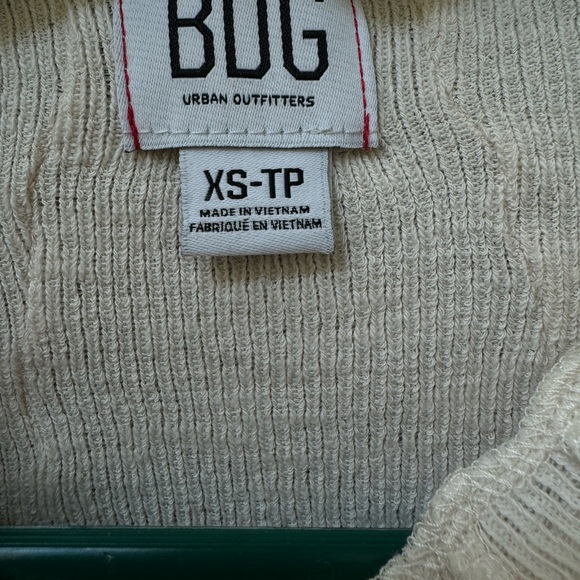 BDG
URBAN OUTFITTERS
XS-TP
MADE IN VIETNAM
FABRIQUÉ EN VIETNAM